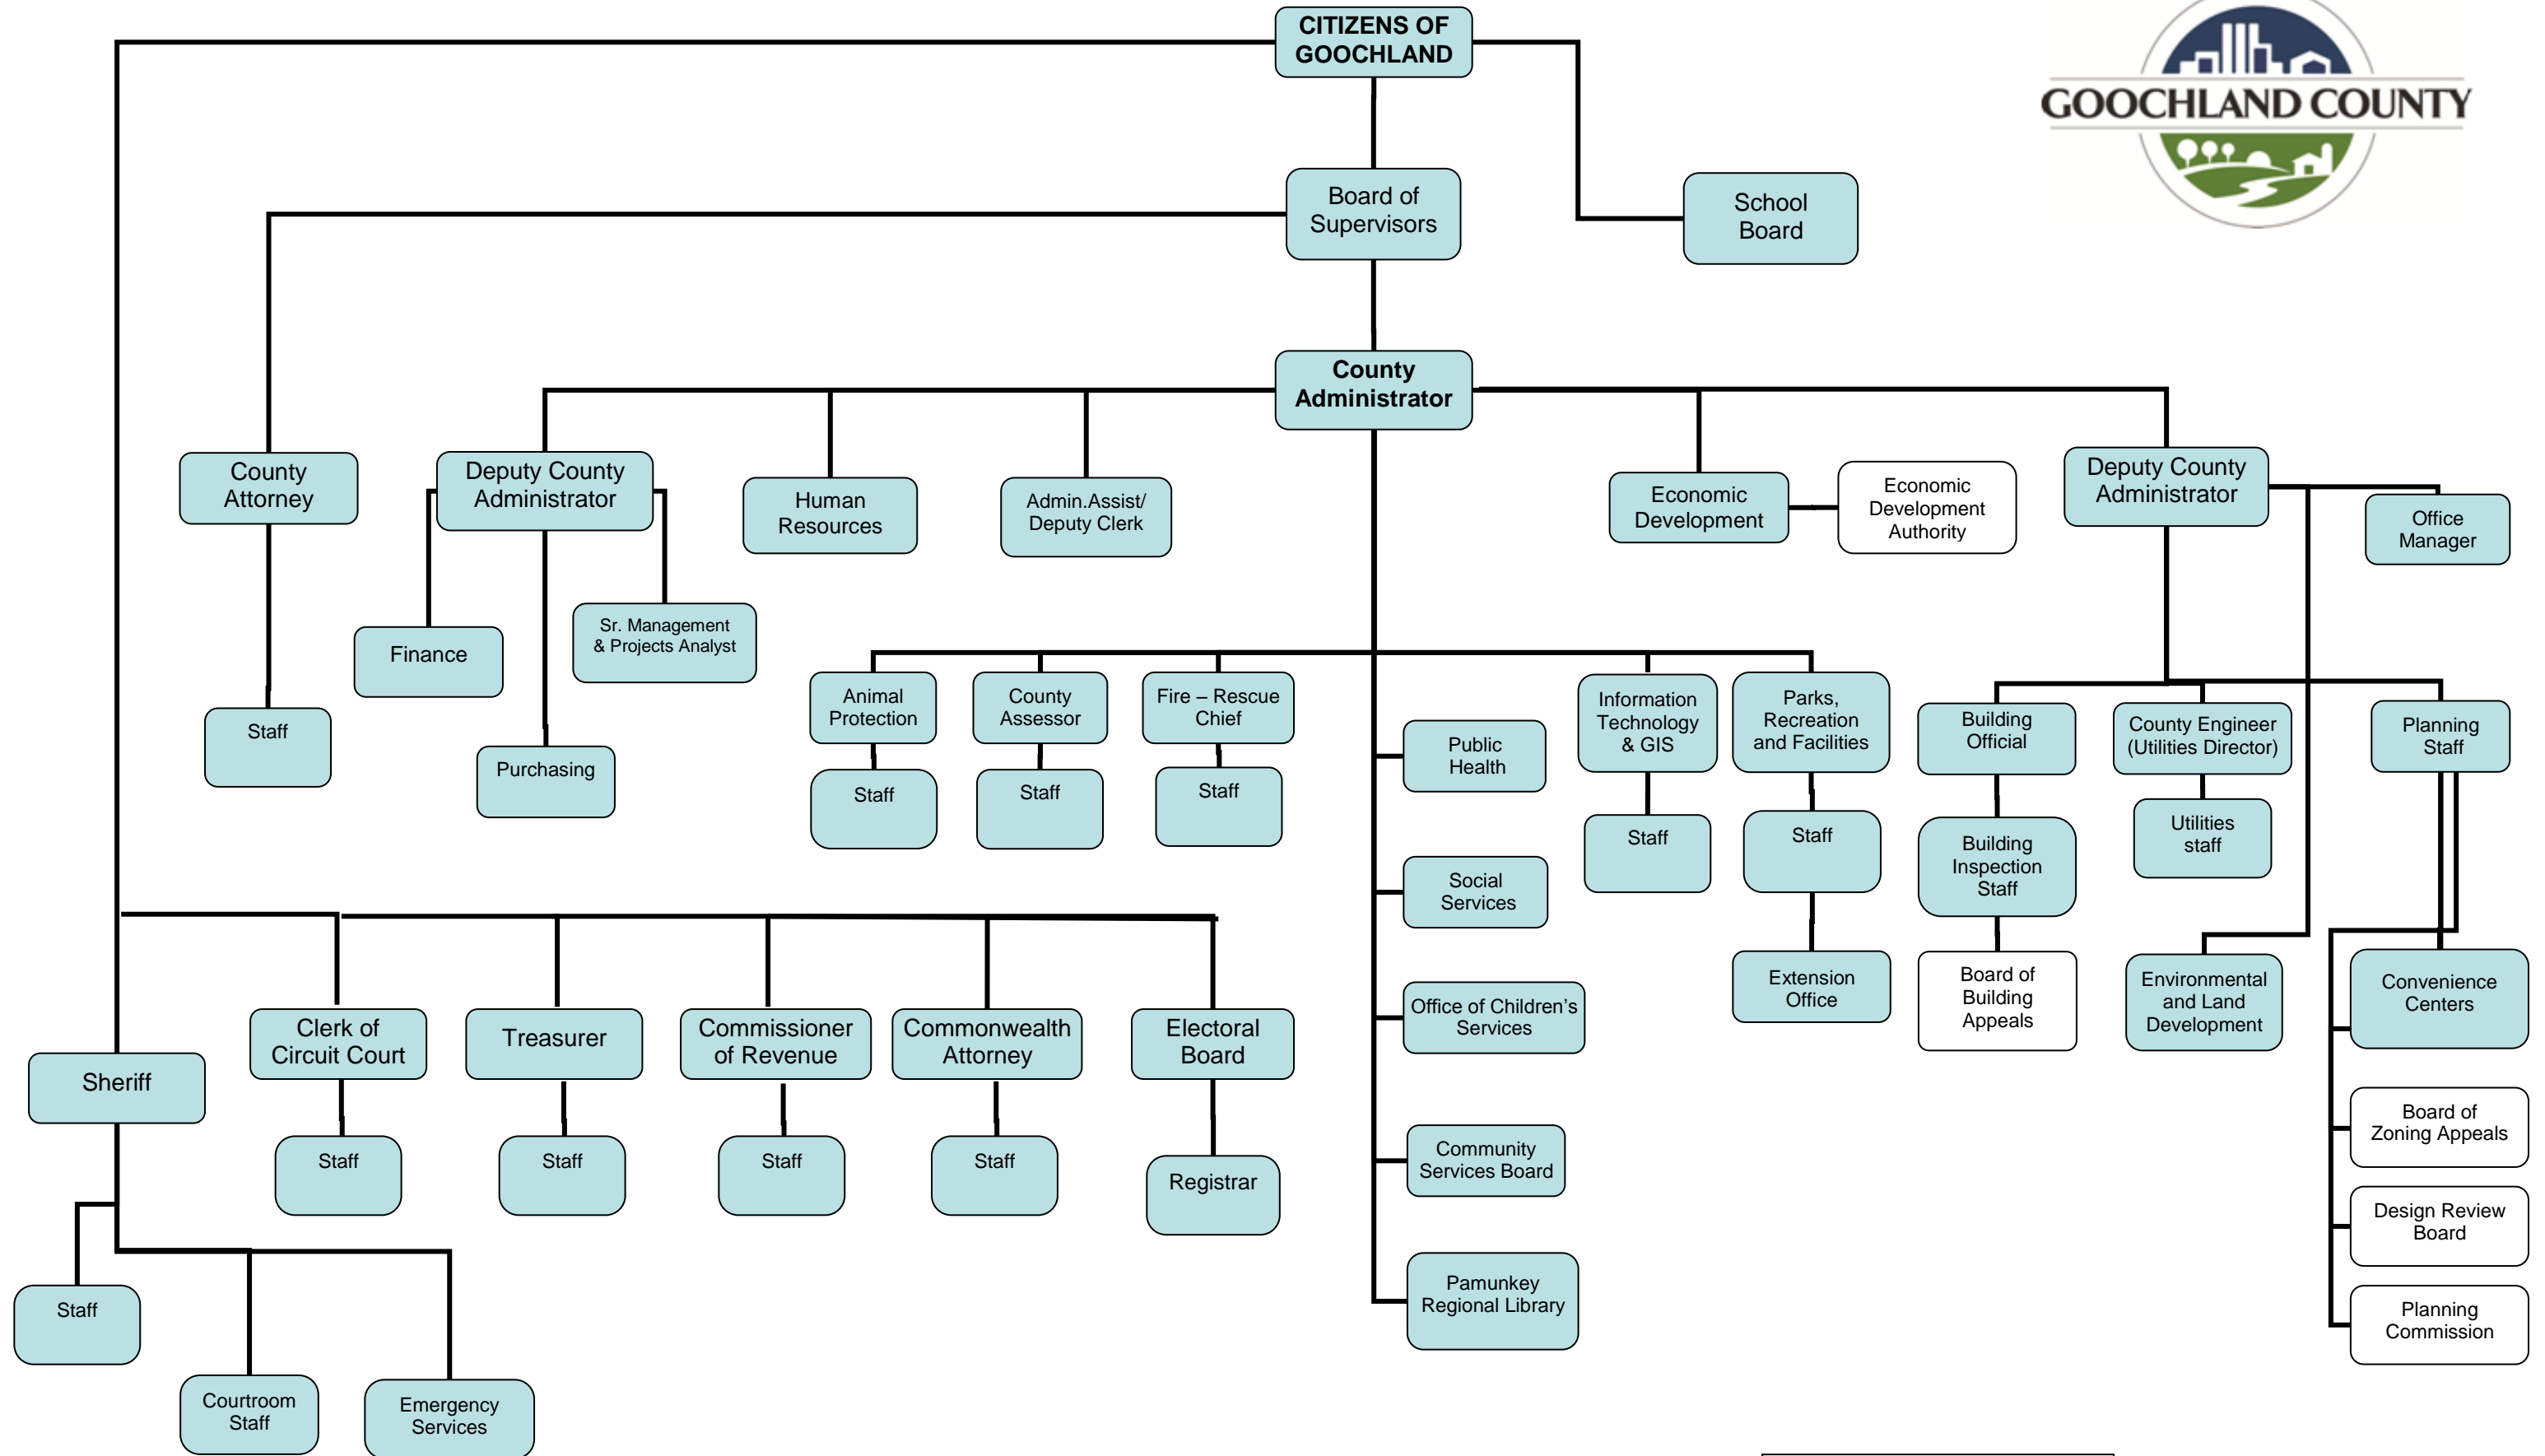 CITIZENS OF
GOOCHLAND
GOOCHLAND COUNTY
Board of
Supervisors
School
Board
County
Administrator
County
Attorney
Deputy County
Administrator
Human
Resources
Admin.Assist/
Deputy Clerk
Economic
Development
Economic
Development
Authority
Deputy County
Administrator
Office
Manager
Finance
Sr. Management
& Projects Analyst
Staff
Purchasing
Animal
Protection
County
Assessor
Fire – Rescue
Chief
Public
Health
Information
Technology
& GIS
Parks,
Recreation
and Facilities
Building
Official
County Engineer
(Utilities Director)
Planning
Staff
Staff
Staff
Staff
Staff
Staff
Building
Inspection
Staff
Utilities
staff
Social
Services
Extension
Office
Board of
Building
Appeals
Environmental
and Land
Development
Convenience
Centers
Office of Children's
Services
Sheriff
Clerk of
Circuit Court
Treasurer
Commissioner
of Revenue
Commonwealth
Attorney
Electoral
Board
Staff
Staff
Staff
Staff
Registrar
Community
Services Board
Board of
Zoning Appeals
Design Review
Board
Pamunkey
Regional Library
Planning
Commission
Staff
Courtroom
Staff
Emergency
Services